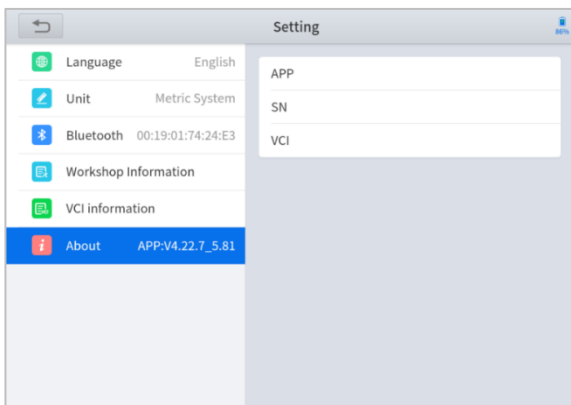 Setting
86%
Language English
Unit Metric System
Bluetooth 00:19:01:74:24:E3
Workshop Information
VCI information
About APP:V4.22.7_5.81
APP
SN
VCI